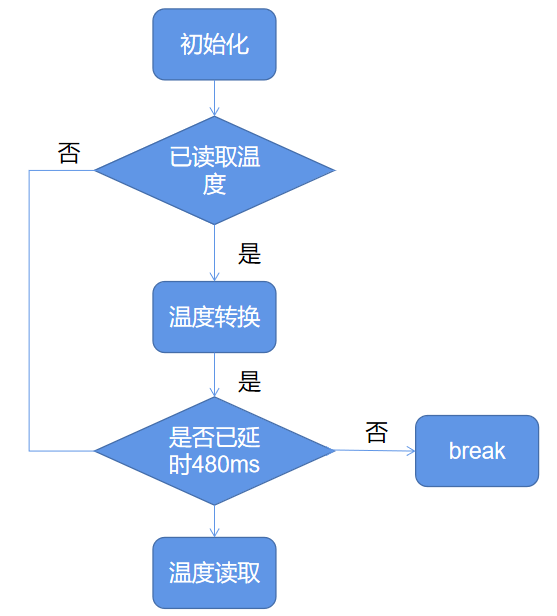 初始化
否
已读取温
度
是
温度转换
是
是否已延
时480ms
否
break
温度读取